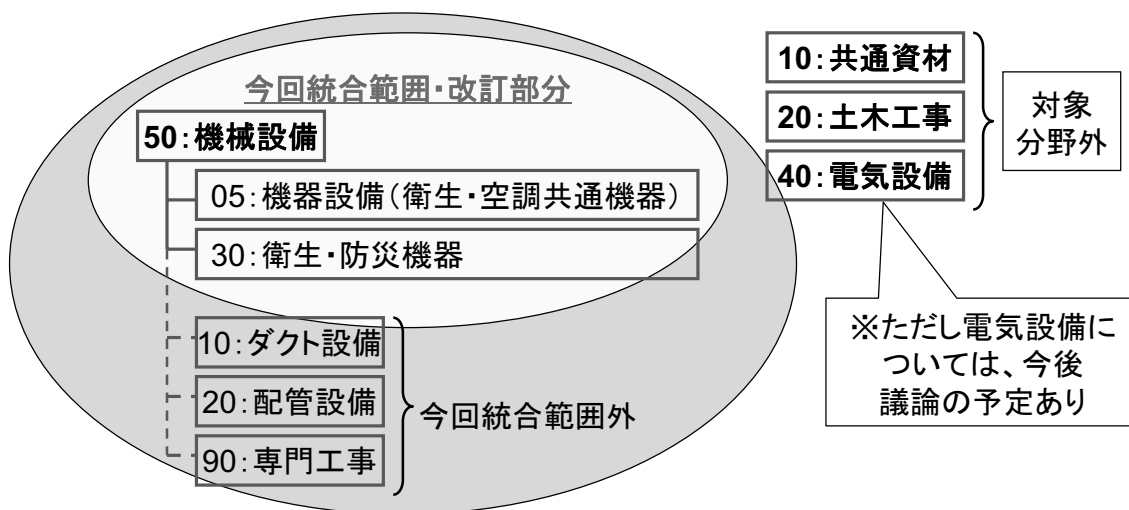 今回統合範囲・改訂部分
50:機械設備
05:機器設備(衛生・空調共通機器)
30:衛生・防災機器
10:ダクト設備
20:配管設備
90:専門工事
今回統合範囲外
10:共通資材
20:土木工事
40:電気設備
対象
分野外
※ただし電気設備に
ついては、今後
議論の予定あり